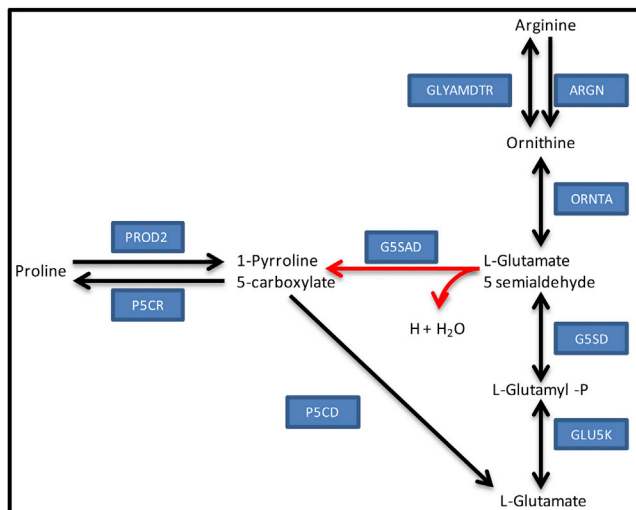 Arginine
GLYAMDTR
ARGN
Ornithine
ORNTA
PROD2
G5SAD
Proline
1-Pyrroline
5-carboxylate
L-Glutamate
5 semialdehyde
P5CR
H + H₂O
G5SD
L-Glutamyl -P
P5CD
GLU5K
L-Glutamate